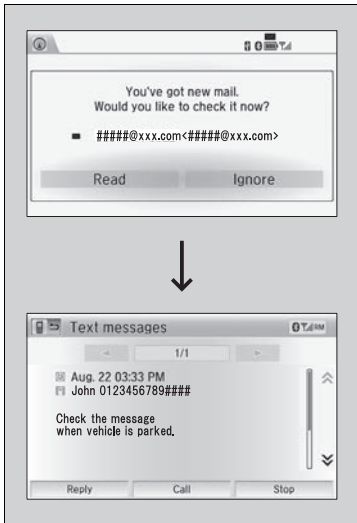 You've got new mail.
Would you like to check it now?
#####@xxx.com<#####@xxx.com>
Read Ignore
Text messages
1/1
Aug. 22 03:33 PM
John 0123456789####
Check the message
when vehicle is parked.
Reply Call Stop